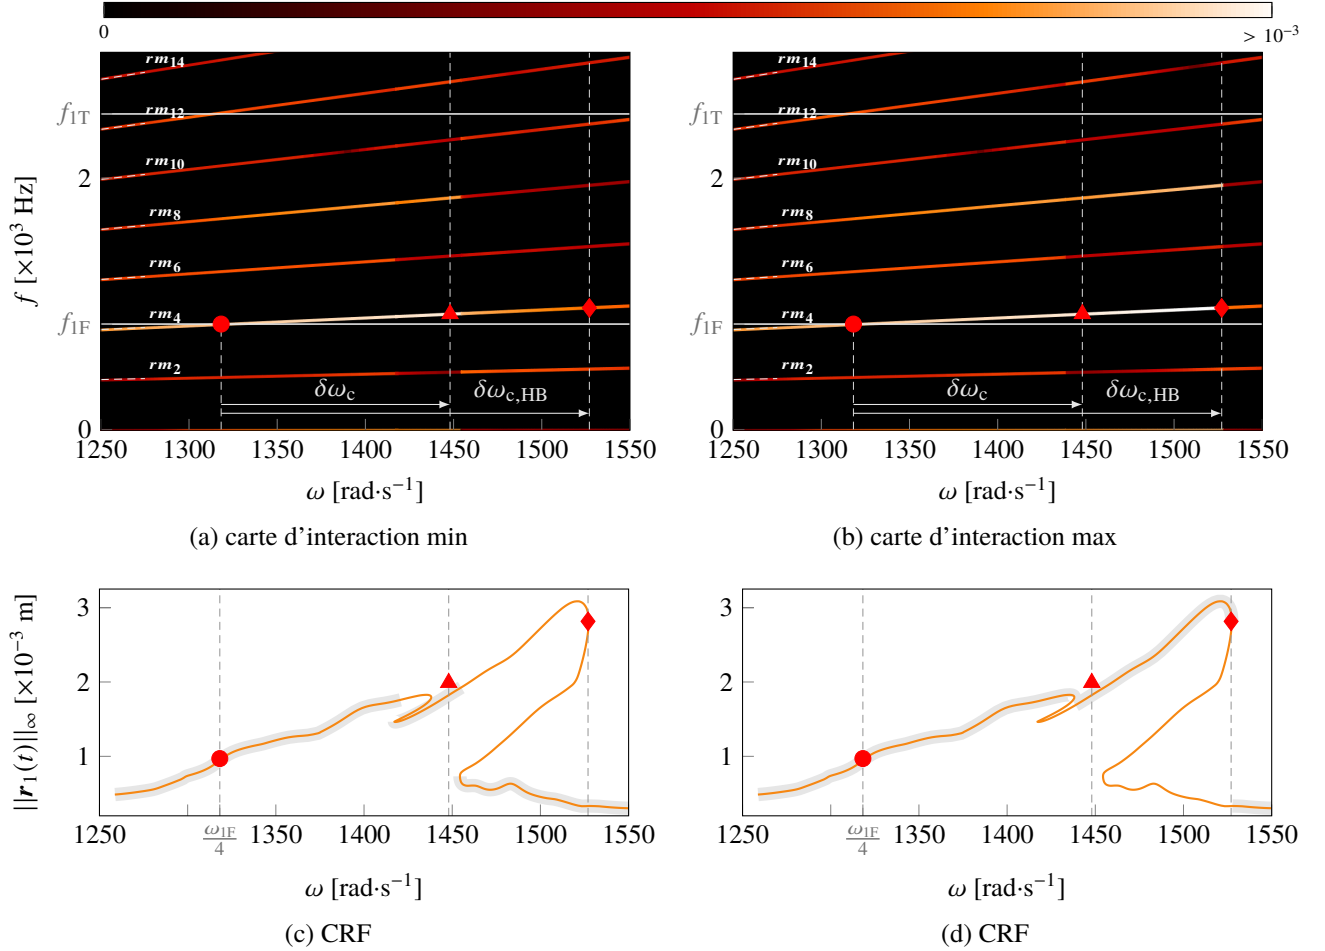 0
> 10⁻³
rm₁₄
rm₁₂
rm₁₀
rm₈
rm₆
rm₄
rm₂
f₁T
2
f₁F
0
f [×10³ Hz]
δω_c
δω_c,HB
1250 1300 1350 1400 1450 1500 1550
ω [rad·s⁻¹]
(a) carte d'interaction min
rm₁₄
rm₁₂
rm₁₀
rm₈
rm₆
rm₄
rm₂
f₁T
2
f₁F
0
δω_c
δω_c,HB
1250 1300 1350 1400 1450 1500 1550
ω [rad·s⁻¹]
(b) carte d'interaction max
||r₁(t)||∞ [×10⁻³ m]
3
2
1
1250 ω₁F/4 1350 1400 1450 1500 1550
ω [rad·s⁻¹]
(c) CRF
3
2
1
1250 ω₁F/4 1350 1400 1450 1500 1550
ω [rad·s⁻¹]
(d) CRF